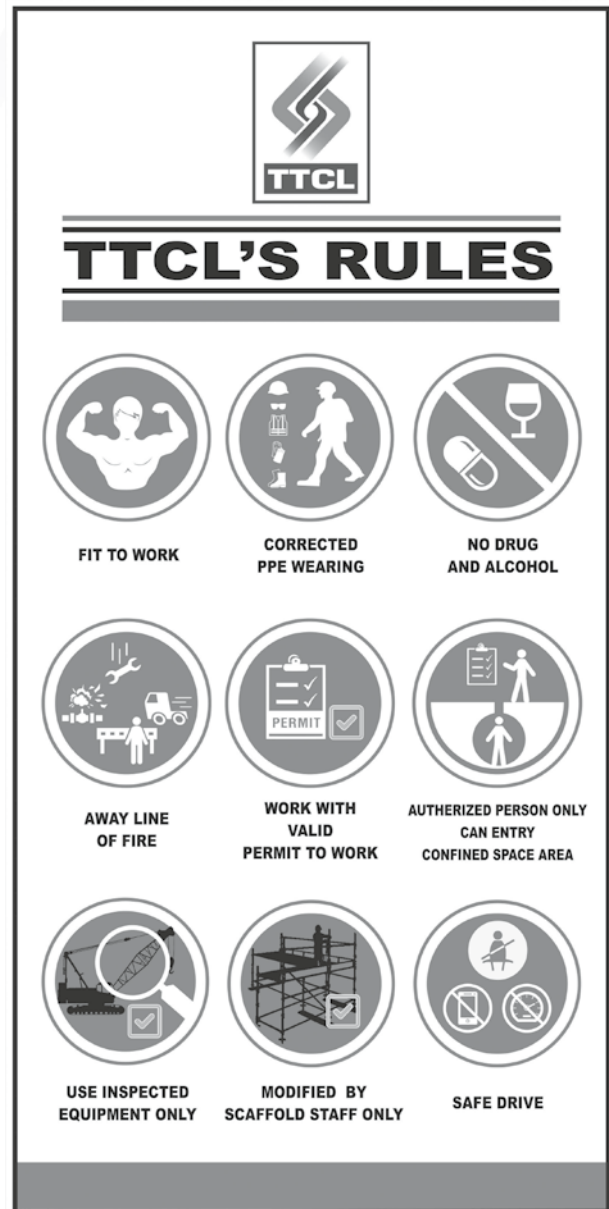 TTCL
TTCL'S RULES
FIT TO WORK
CORRECTED
PPE WEARING
NO DRUG
AND ALCOHOL
AWAY LINE
OF FIRE
PERMIT
WORK WITH
VALID
PERMIT TO WORK
AUTHERIZED PERSON ONLY
CAN ENTRY
CONFINED SPACE AREA
USE INSPECTED
EQUIPMENT ONLY
MODIFIED BY
SCAFFOLD STAFF ONLY
SAFE DRIVE